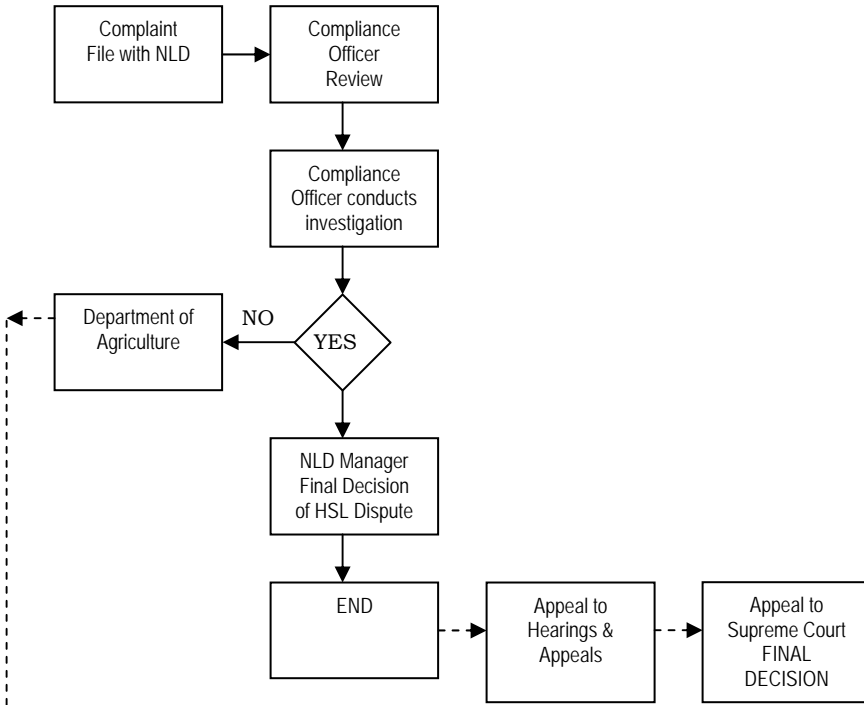 Complaint
File with NLD
Compliance
Officer
Review
Compliance
Officer conducts
investigation
Department of
Agriculture
NO
YES
NLD Manager
Final Decision
of HSL Dispute
END
Appeal to
Hearings &
Appeals
Appeal to
Supreme Court
FINAL
DECISION